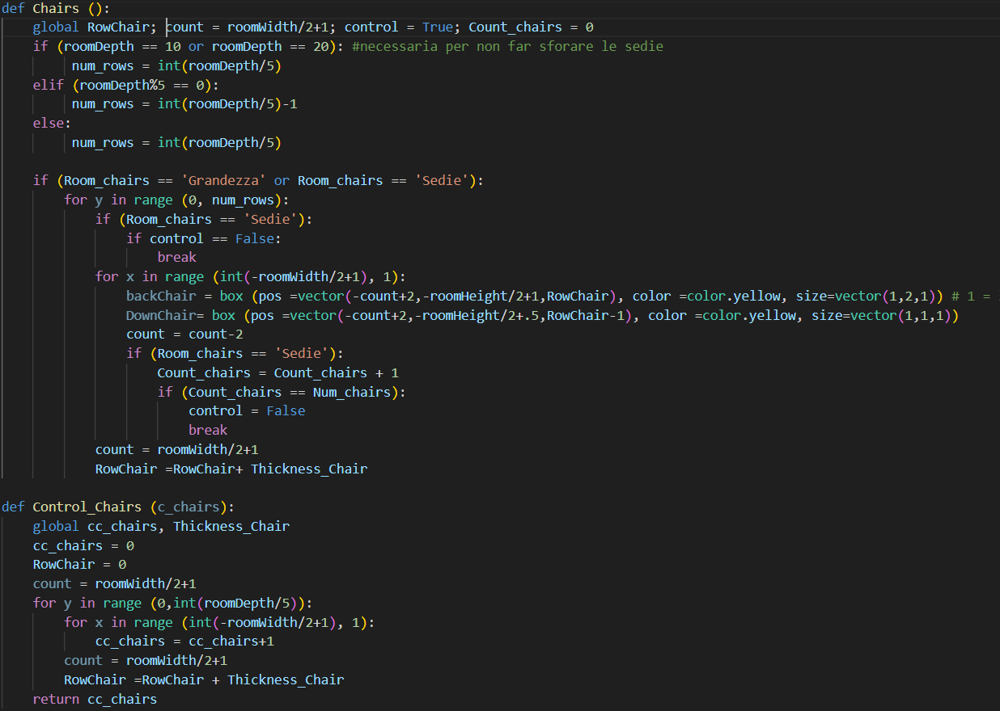 def Chairs ():
    global RowChair; count = roomWidth/2+1; control = True; Count_chairs = 0
    if (roomDepth == 10 or roomDepth == 20): #necessaria per non far sforare le sedie
         num_rows = int(roomDepth/5)
    elif (roomDepth%5 == 0):
         num_rows = int(roomDepth/5)-1
    else:
         num_rows = int(roomDepth/5)

    if (Room_chairs == 'Grandezza' or Room_chairs == 'Sedie'):
        for y in range (0, num_rows):
            if (Room_chairs == 'Sedie'):
                if control == False:
                    break
            for x in range (int(-roomWidth/2+1), 1):
                backChair = box (pos =vector(-count+2,-roomHeight/2+1,RowChair), color =color.yellow, size=vector(1,2,1)) # 1 =
                DownChair= box (pos =vector(-count+2,-roomHeight/2+.5,RowChair-1), color =color.yellow, size=vector(1,1,1))
                count = count-2
                if (Room_chairs == 'Sedie'):
                    Count_chairs = Count_chairs + 1
                    if (Count_chairs == Num_chairs):
                        control = False
                        break
            count = roomWidth/2+1
            RowChair =RowChair+ Thickness_Chair

def Control_Chairs (c_chairs):
    global cc_chairs, Thickness_Chair
    cc_chairs = 0
    RowChair = 0
    count = roomWidth/2+1
    for y in range (0,int(roomDepth/5)):
        for x in range (int(-roomWidth/2+1), 1):
            cc_chairs = cc_chairs+1
        count = roomWidth/2+1
        RowChair =RowChair + Thickness_Chair
    return cc_chairs